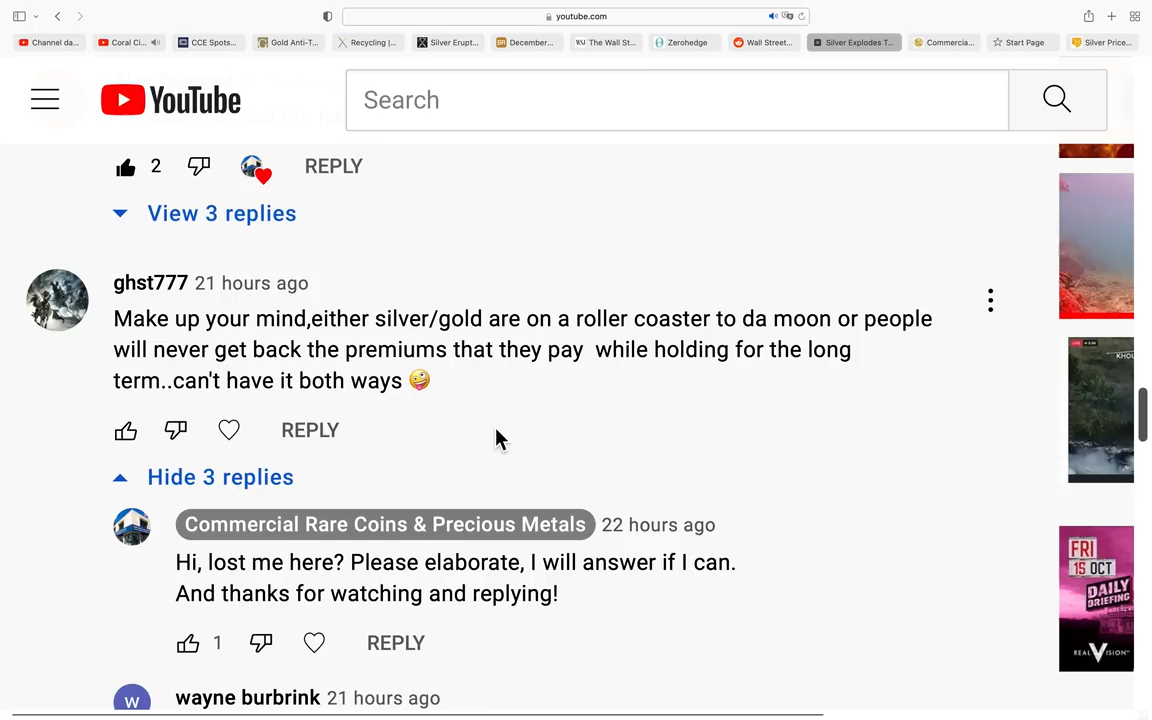 youtube.com
Channel da...
Coral Ci...
CCE Spots...
Gold Anti-T...
Recycling |...
Silver Erupt...
December...
The Wall St...
Zerohedge
Wall Street...
Silver Explodes T...
Commercia...
Start Page
Silver Price...
YouTube
Search
2
REPLY
View 3 replies
ghst777 21 hours ago
Make up your mind,either silver/gold are on a roller coaster to da moon or people
will never get back the premiums that they pay while holding for the long
term..can't have it both ways 🤪
REPLY
Hide 3 replies
Commercial Rare Coins & Precious Metals 22 hours ago
Hi, lost me here? Please elaborate, I will answer if I can.
And thanks for watching and replying!
1
REPLY
W
wayne burbrink 21 hours ago
FRI
15 OCT
DAILY
BRIEFING
REAL VISION